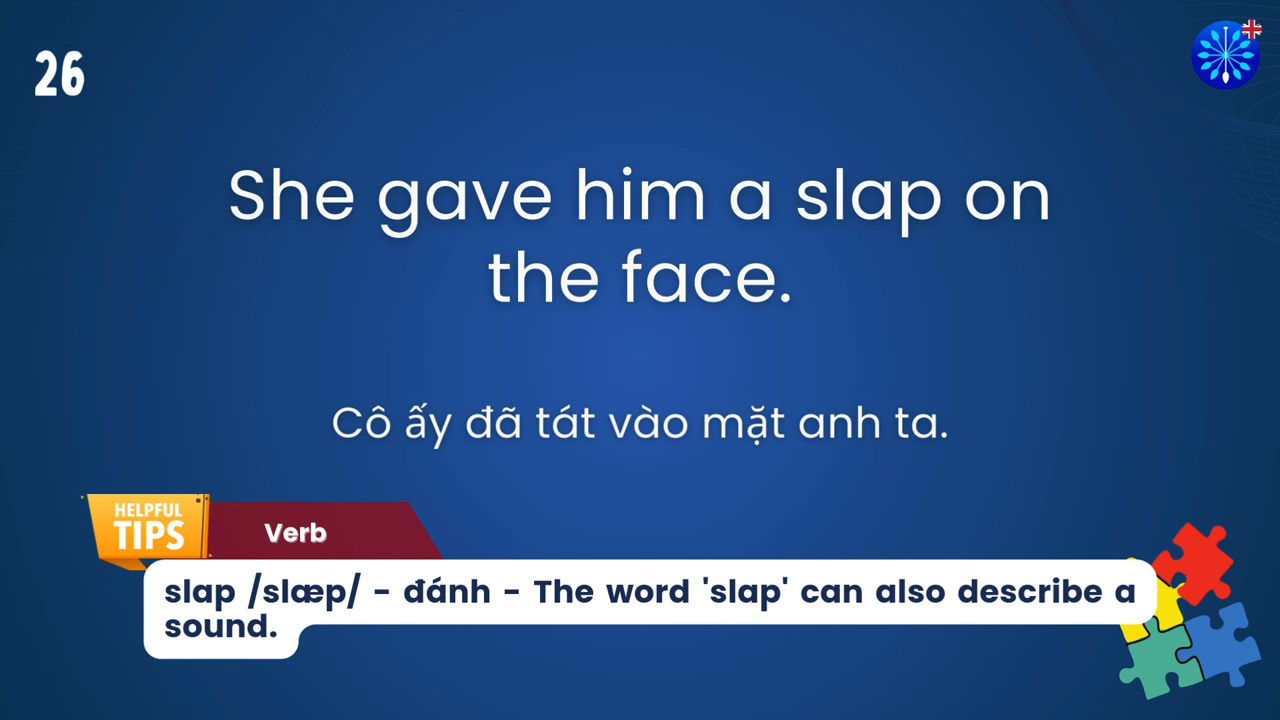 26
She gave him a slap on
the face.
Cô ấy đã tát vào mặt anh ta.
HELPFUL
TIPS
Verb
slap /slæp/ - đánh - The word 'slap' can also describe a
sound.